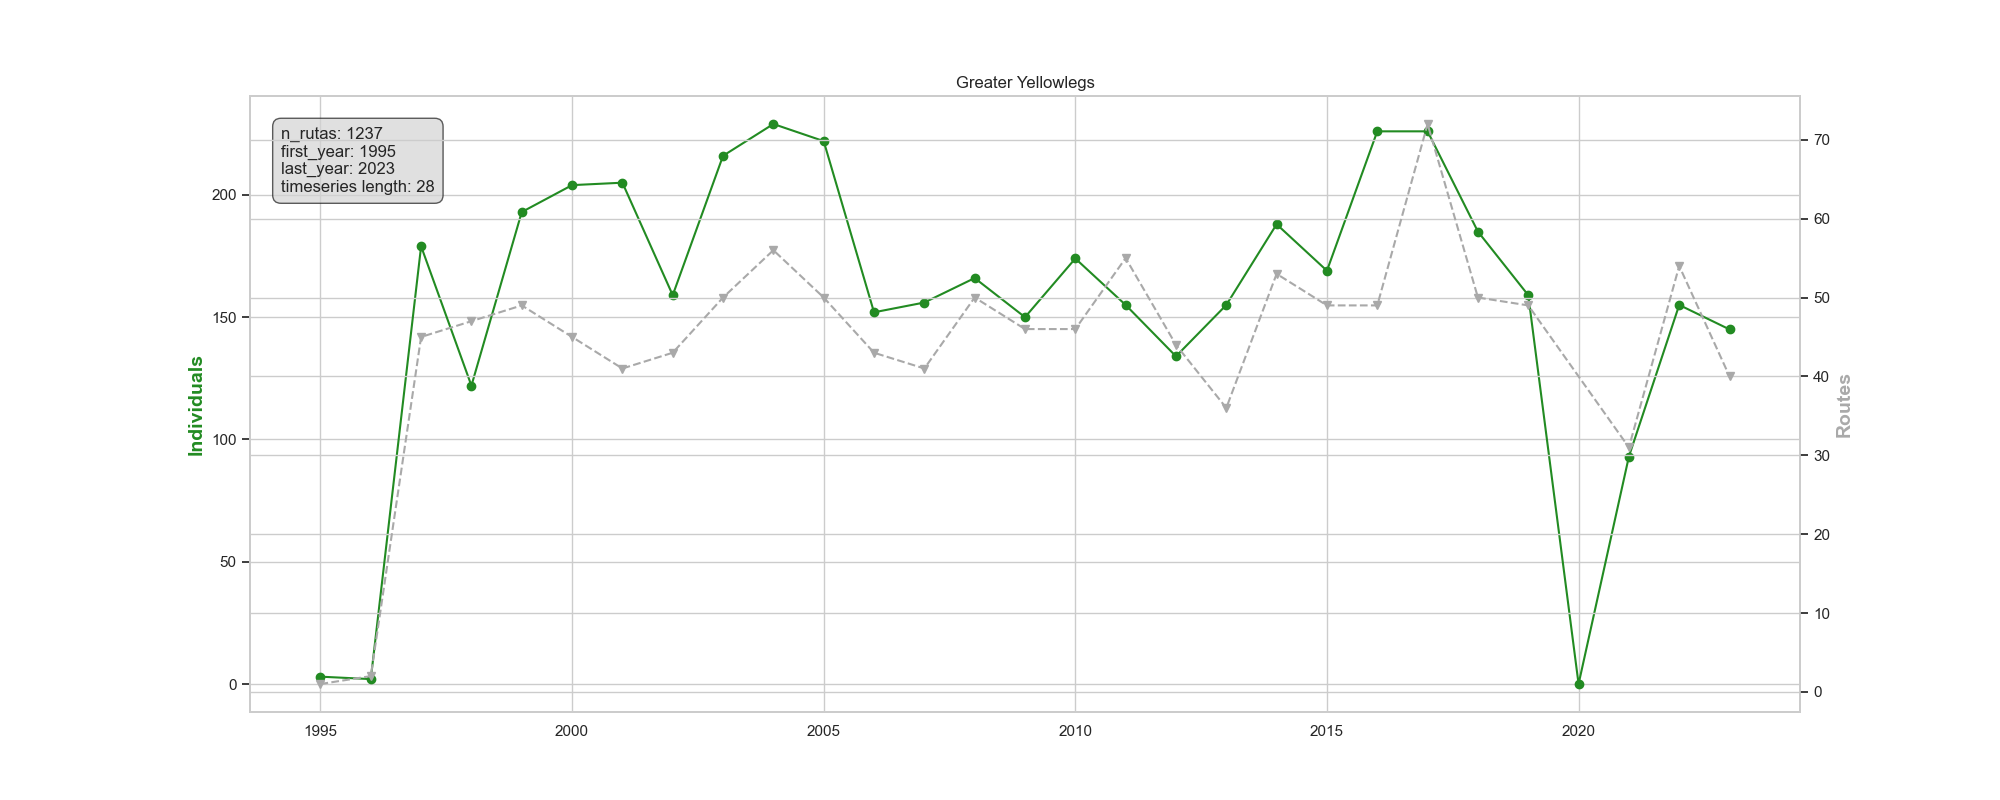 Greater Yellowlegs
n_rutas: 1237
first_year: 1995
last_year: 2023
timeseries length: 28
Individuals
200
150
100
50
0
70
60
50
40
30
20
10
0
Routes
1995 2000 2005 2010 2015 2020